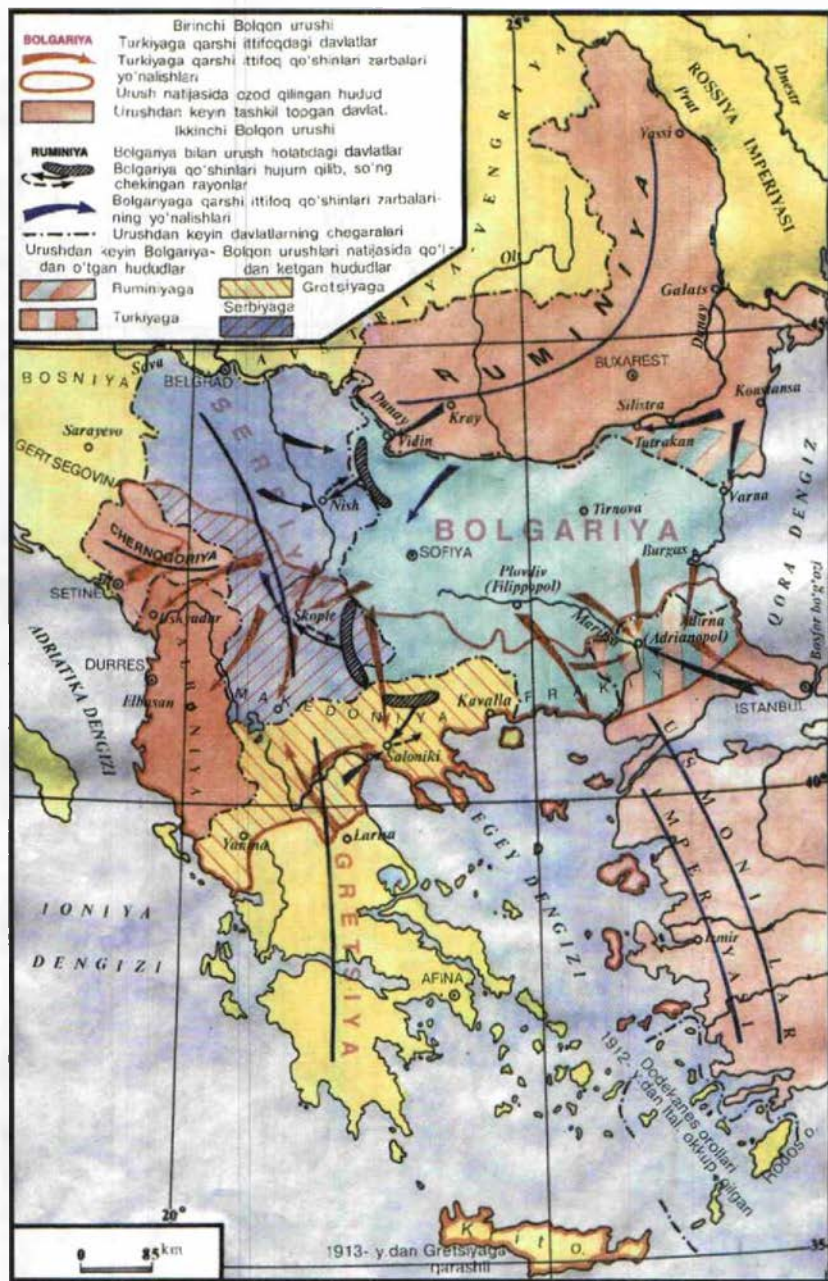 Birinchi Bolqon urushi
BOLGARIYA Turkiyaga qarshi ittifoqdagi davlatlar
Turkiyaga qarshi ittifoq qo'shinlari zarbalari
yo'nalishlari
Urush natijasida ozod qilingan hudud
Urushdan keyin tashkil topgan davlat.
Ikkinchi Bolqon urushi
RUMINIYA Bolgariya bilan urush holatidagi davlatlar
Bolgariya qo'shinlari hujum qilib, so'ng
chekingan rayonlar
Bolgariyaga qarshi ittifoq qo'shinlari zarbalari-
ning yo'nalishlari
Urushdan keyin davlatlarning chegaralari
Urushdan keyin Bolgariya-
dan o'tgan hududlar
Ruminiyaga
Turkiyaga
Bolqon urushlari natijasida qo'l-
dan ketgan hududlar
Gretsiyaga
Serbiyaga
25°
AVSTRIYA-VENGRIYA
ROSSIYA
IMPERIYASI
Dnestr
Prut
Yassi
Olt
RUMINIYA
Galats
Dunay
45
BUXAREST
Konstansa
Silistra
Tutrakan
Kray
Dunay
Vidin
Varna
BOSNIYA
GERTSEGOVINA
Sarayevo
Sava
BELGRAD
SERBIYA
Nish
BOLGARIYA
Tirnova
SOFIYA
Plovdiv
(Filippopol)
Burgas
QORA DENGIZ
Bosfor bo'g'ozi
CHERNOGORIYA
SETINE
Uskyudar
Skople
Maritsa
Adirna
(Adrianopol)
ADRIATIKA DENGIZI
DURRES
Elbasan
ALBANIYA
MAKEDONIYA
Kavalla
FRAKIYA
ISTANBUL
Saloniki
40°
Yanina
Larisa
EGEY DENGIZI
USMONILAR
IMPERIYASI
IONIYA
DENGIZI
GRETSIYA
AFINA
Izmir
1912- y.dan Ital. okkup. qilgan
Dodekanes orollari
Rodos o.
20°
0 85 km
Krit o.
1913- y.dan Gretsiyaga
qarashli
35